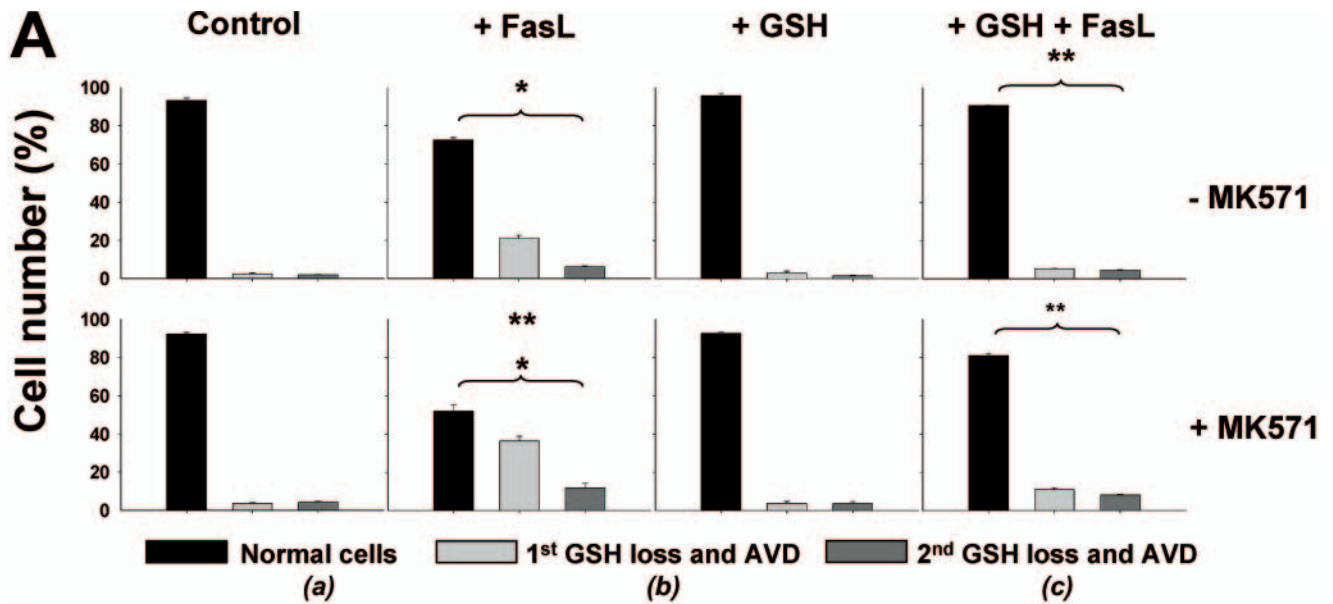 A
Control + FasL + GSH + GSH + FasL
Cell number (%)
* **
100
80
60
40
20
0
- MK571
** **
*
100
80
60
40
20
0
+ MK571
Normal cells 1st GSH loss and AVD 2nd GSH loss and AVD
(a) (b) (c)